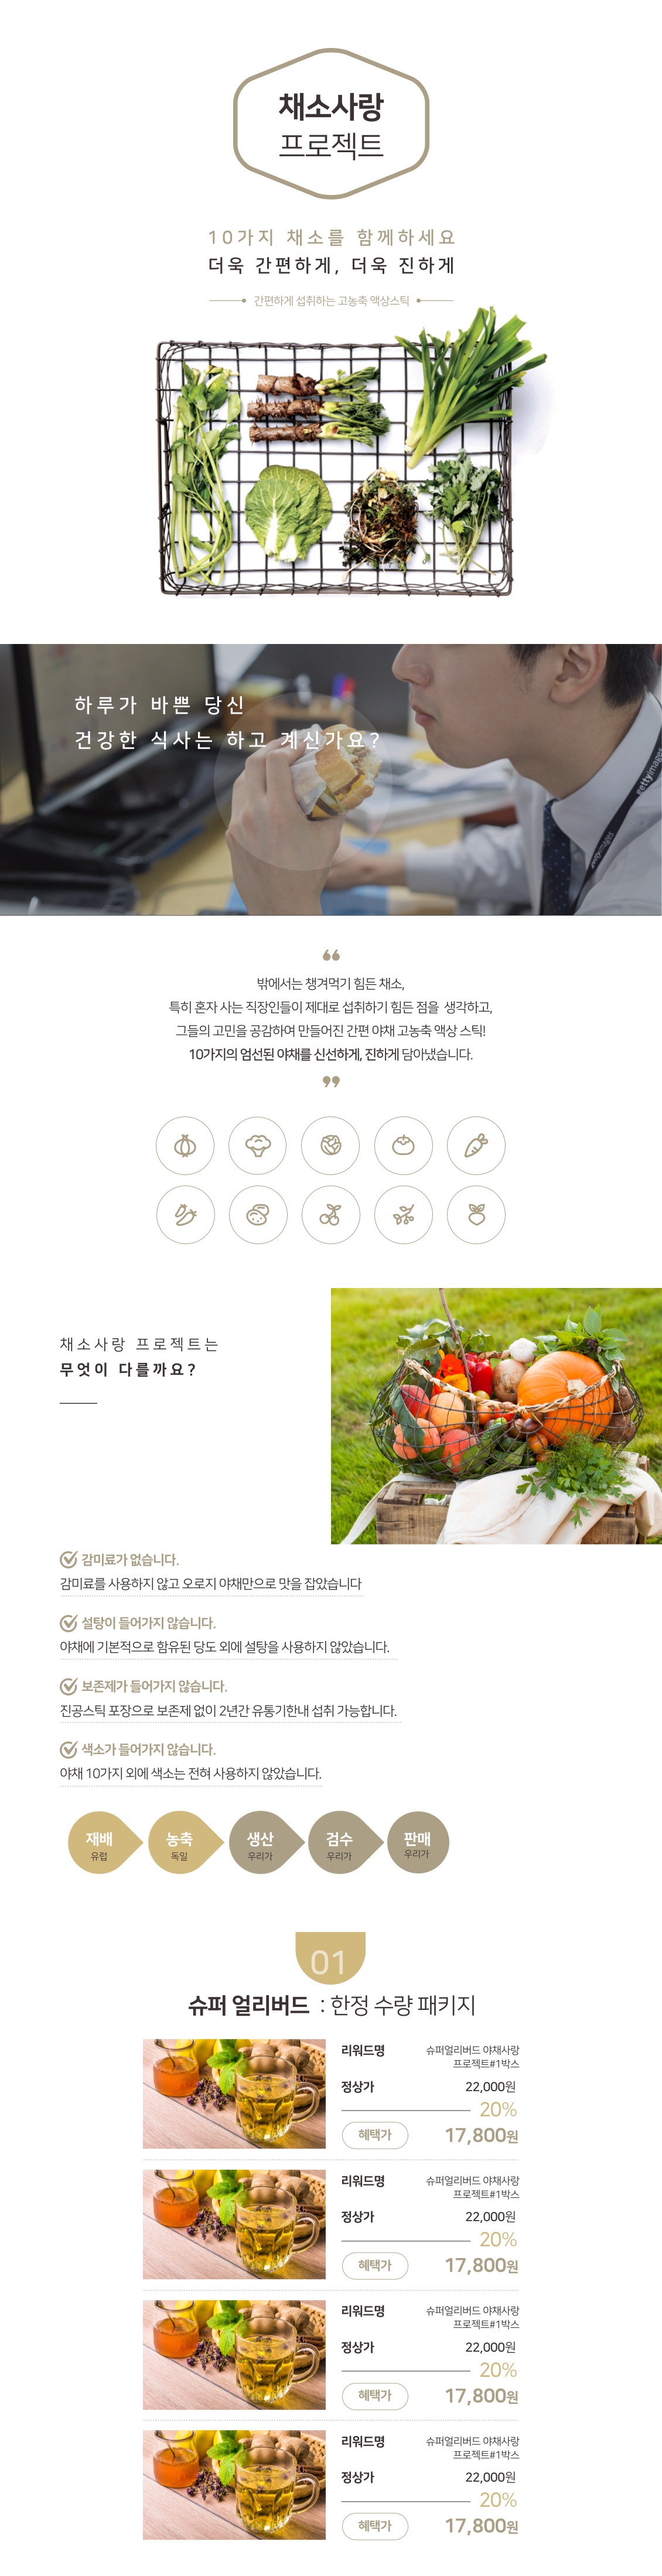 채소사랑
프로젝트
10가지 채소를 함께하세요
더욱 간편하게, 더욱 진하게
간편하게 섭취하는 고농축 액상스틱
하루가 바쁜 당신
건강한 식사는 하고 계신가요?
gettyimages
gettyimages
밖에서는 챙겨먹기 힘든 채소,
특히 혼자 사는 직장인들이 제대로 섭취하기 힘든 점을 생각하고,
그들의 고민을 공감하여 만들어진 간편 야채 고농축 액상 스틱!
10가지의 엄선된 야채를 신선하게, 진하게 담아냈습니다.
채소사랑 프로젝트는
무엇이 다를까요?
감미료가 없습니다.
감미료를 사용하지 않고 오로지 야채만으로 맛을 잡았습니다
설탕이 들어가지 않습니다.
야채에 기본적으로 함유된 당도 외에 설탕을 사용하지 않았습니다.
보존제가 들어가지 않습니다.
진공스틱 포장으로 보존제 없이 2년간 유통기한내 섭취 가능합니다.
색소가 들어가지 않습니다.
야채 10가지 외에 색소는 전혀 사용하지 않았습니다.
재배 농축 생산 검수 판매
유럽 독일 우리가 우리가 우리가
01
슈퍼 얼리버드 : 한정 수량 패키지
리워드명 슈퍼얼리버드 야채사랑
프로젝트#1박스
정상가 22,000원
20%
혜택가 17,800원
리워드명 슈퍼얼리버드 야채사랑
프로젝트#1박스
정상가 22,000원
20%
혜택가 17,800원
리워드명 슈퍼얼리버드 야채사랑
프로젝트#1박스
정상가 22,000원
20%
혜택가 17,800원
리워드명 슈퍼얼리버드 야채사랑
프로젝트#1박스
정상가 22,000원
20%
혜택가 17,800원